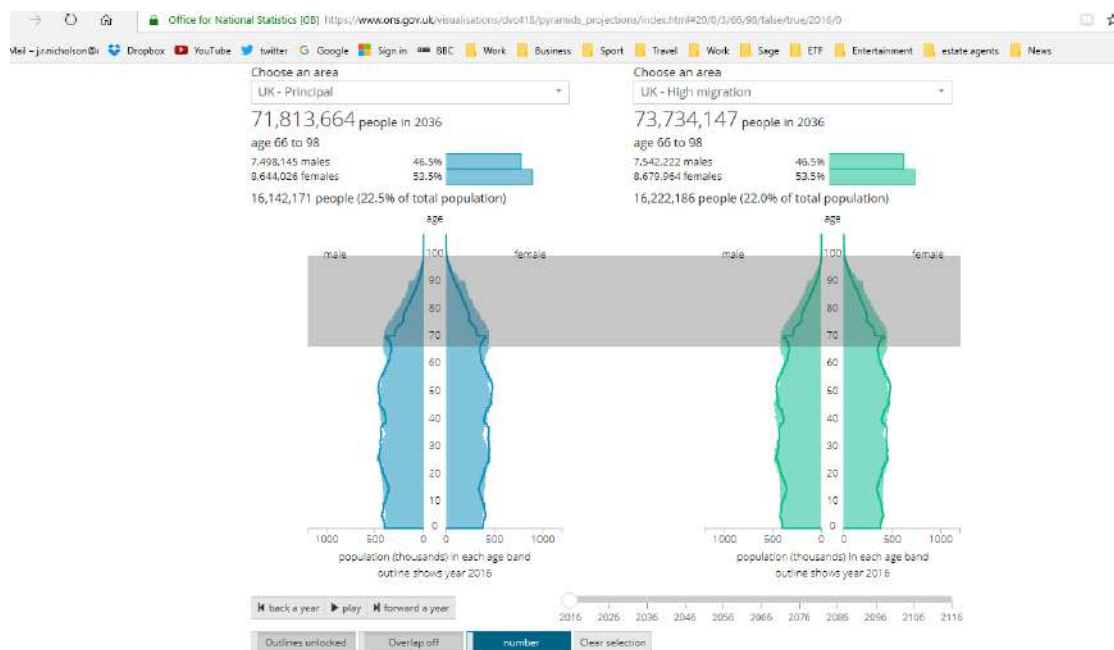 Office for National Statistics [GB] https://www.ons.gov.uk/visualisations/dvc418/pyramids_projections/index.html#20/0/3/66/98/false/true/2016/0
Mail – j.r.nicholson@ Dropbox YouTube twitter Google Sign in BBC Work Business Sport Travel Work Sage ETF Entertainment estate agents News
Choose an area Choose an area
UK - Principal UK - High migration
71,813,664 people in 2036 73,734,147 people in 2036
age 66 to 98 age 66 to 98
7,498,145 males 46.5% 7,542,222 males 46.5%
8,644,026 females 53.5% 8,679,964 females 53.5%
16,142,171 people (22.5% of total population) 16,222,186 people (22.0% of total population)
age age
male 100 female male 100 female
90 90
80 80
70 70
60 60
50 50
40 40
30 30
20 20
10 10
0 0
1000 500 0 0 500 1000 1000 500 0 0 500 1000
population (thousands) in each age band population (thousands) in each age band
outline shows year 2016 outline shows year 2016
back a year play forward a year
2016 2026 2036 2046 2056 2066 2076 2086 2096 2106 2116
Outlines unlocked Overlap off number Clear selection